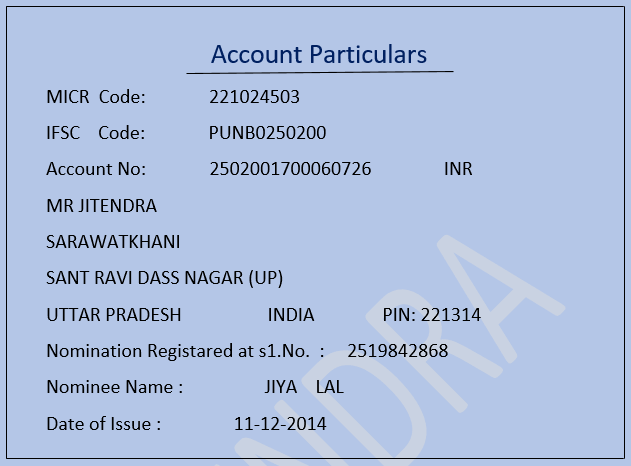 Account Particulars
MICR Code: 221024503
IFSC Code: PUNB0250200
Account No: 2502001700060726 INR
MR JITENDRA
SARAWATKHANI
SANT RAVI DASS NAGAR (UP)
UTTAR PRADESH INDIA PIN: 221314
Nomination Registared at s1.No. : 2519842868
Nominee Name : JIYA LAL
Date of Issue : 11-12-2014